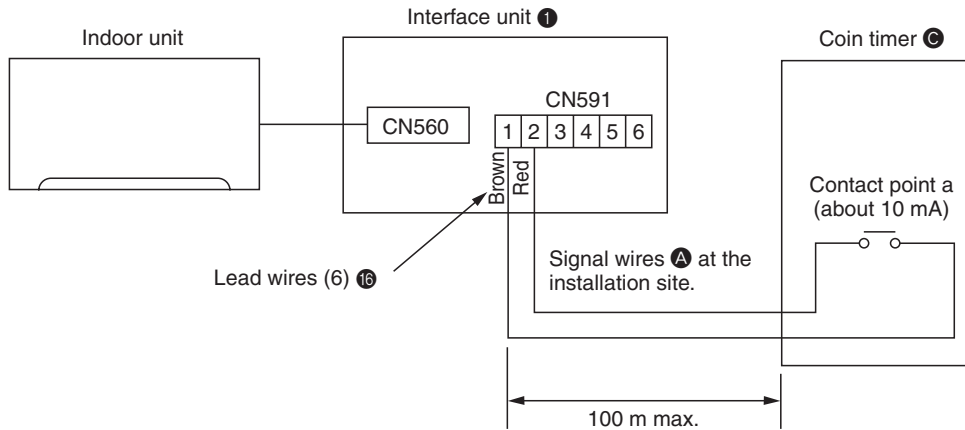 Interface unit ❶
Indoor unit
Coin timer 🅒
CN560
CN591
1 2 3 4 5 6
Brown
Red
Contact point a
(about 10 mA)
Signal wires 🅐 at the
installation site.
Lead wires (6) ⓰
100 m max.